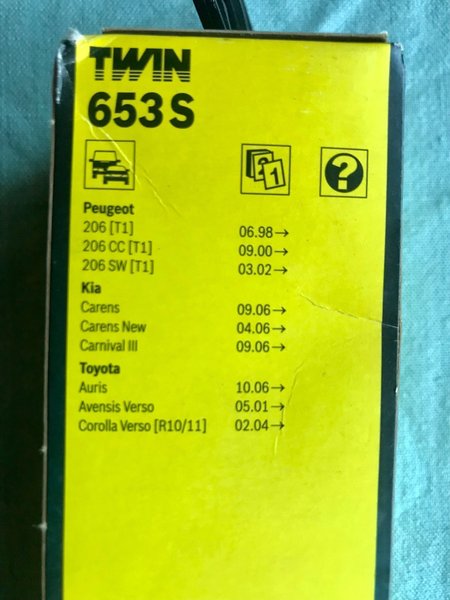 TWIN
653S
2 1 ?
Peugeot
206 [T1] 06.98→
206 CC [T1] 09.00→
206 SW [T1] 03.02→
Kia
Carens 09.06→
Carens New 04.06→
Carnival III 09.06→
Toyota
Auris 10.06→
Avensis Verso 05.01→
Corolla Verso [R10/11] 02.04→